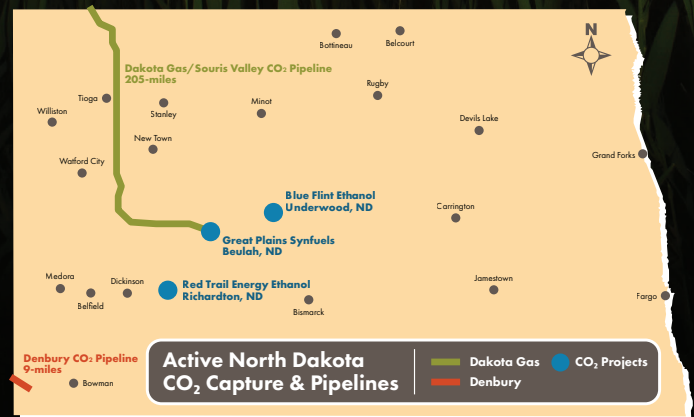 N
Bottineau
Belcourt
Dakota Gas/Souris Valley CO₂ Pipeline
205-miles
Rugby
Tioga
Stanley
Minot
Williston
Devils Lake
New Town
Grand Forks
Watford City
Blue Flint Ethanol
Underwood, ND
Carrington
Great Plains Synfuels
Beulah, ND
Medora
Dickinson
Belfield
Red Trail Energy Ethanol
Richardton, ND
Bismarck
Jamestown
Fargo
Denbury CO₂ Pipeline
9-miles
Bowman
Active North Dakota
CO₂ Capture & Pipelines
Dakota Gas
CO₂ Projects
Denbury